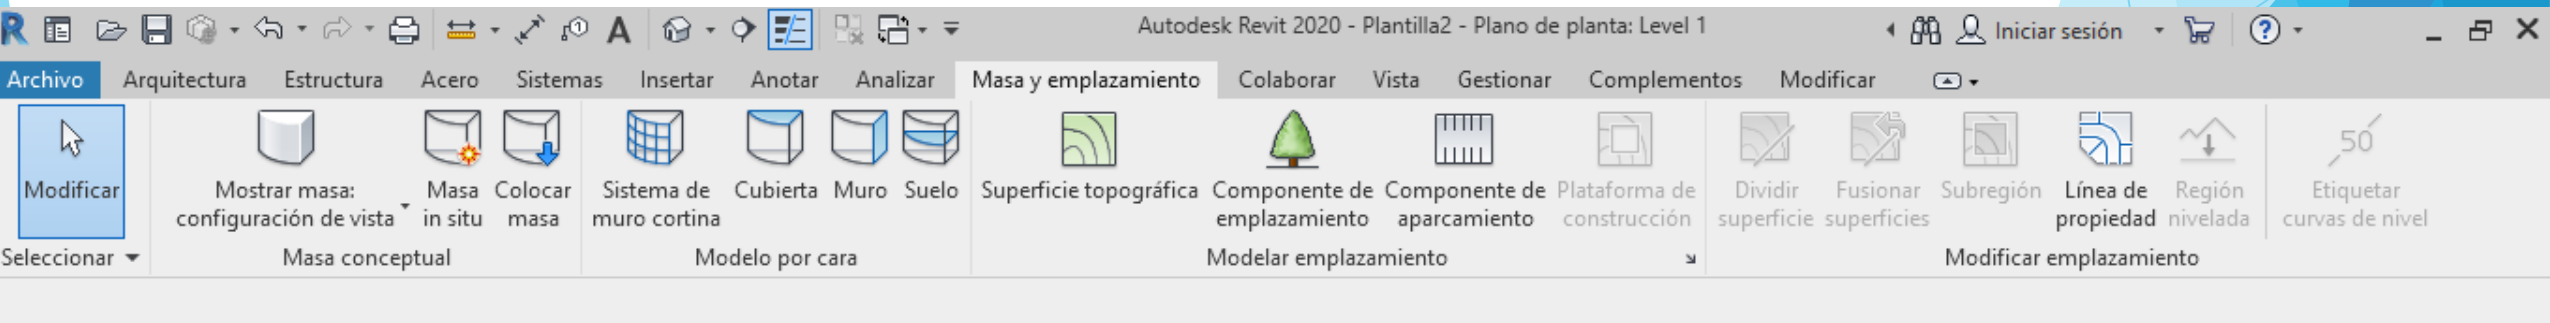 Autodesk Revit 2020 - Plantilla2 - Plano de planta: Level 1 Iniciar sesión
Archivo Arquitectura Estructura Acero Sistemas Insertar Anotar Analizar Masa y emplazamiento Colaborar Vista Gestionar Complementos Modificar
Modificar
Mostrar masa:
configuración de vista
Masa
in situ
Colocar
masa
Sistema de
muro cortina
Cubierta
Muro
Suelo
Superficie topográfica
Componente de
emplazamiento
Componente de
aparcamiento
Plataforma de
construcción
Dividir
superficie
Fusionar
superficies
Subregión
Línea de
propiedad
Región
nivelada
50
Etiquetar
curvas de nivel
Seleccionar Masa conceptual Modelo por cara Modelar emplazamiento Modificar emplazamiento